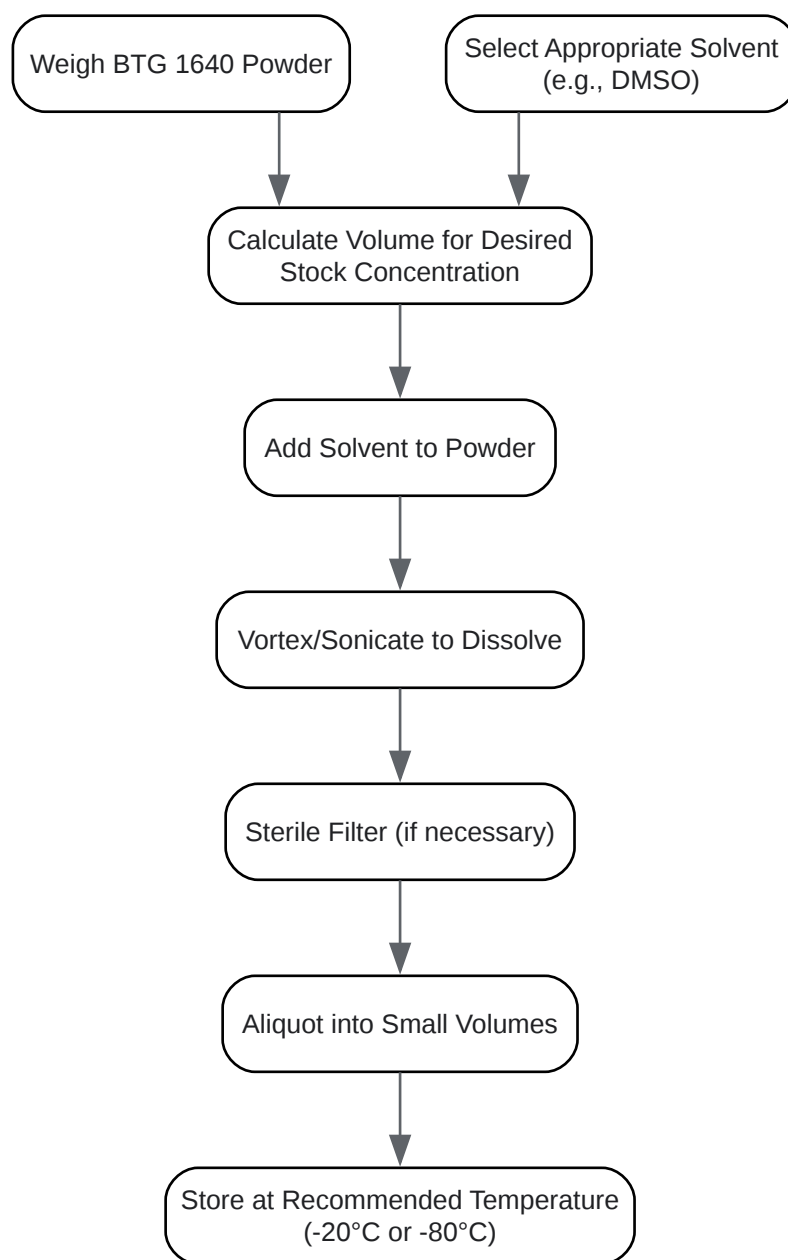 Weigh BTG 1640 Powder
Select Appropriate Solvent
(e.g., DMSO)
Calculate Volume for Desired
Stock Concentration
Add Solvent to Powder
Vortex/Sonicate to Dissolve
Sterile Filter (if necessary)
Aliquot into Small Volumes
Store at Recommended Temperature
(-20°C or -80°C)